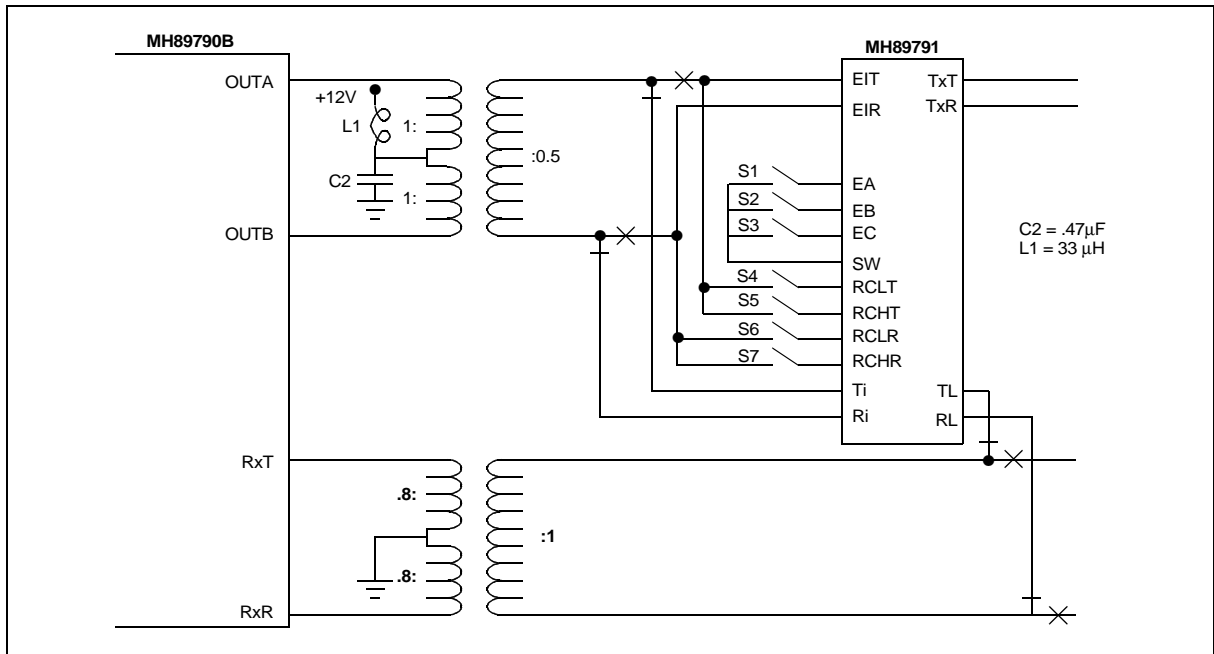 MH89790B
OUTA
+12V
L1
1:
C2
1:
OUTB
:0.5
RxT
.8:
.8:
:1
RxR
MH89791
EIT
TxT
EIR
TxR
S1
EA
S2
EB
S3
EC
SW
S4
RCLT
S5
RCHT
S6
RCLR
S7
RCHR
Ti
TL
Ri
RL
C2 = .47µF
L1 = 33 µH